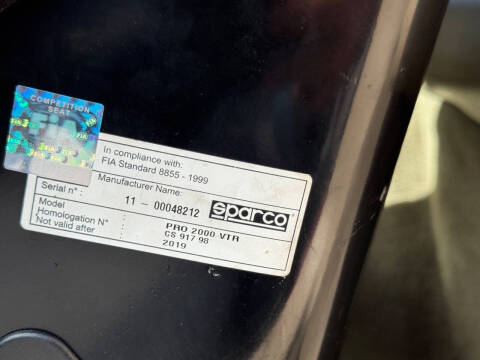 COMPETITION
SEAT
FIA
In compliance with:
FIA Standard 8855 - 1999
Manufacturer Name:
sparco
Serial n° : 11 - 00048212
Model : PRO 2000 VTR
Homologation N° : CS 917 98
Not valid after : 2019